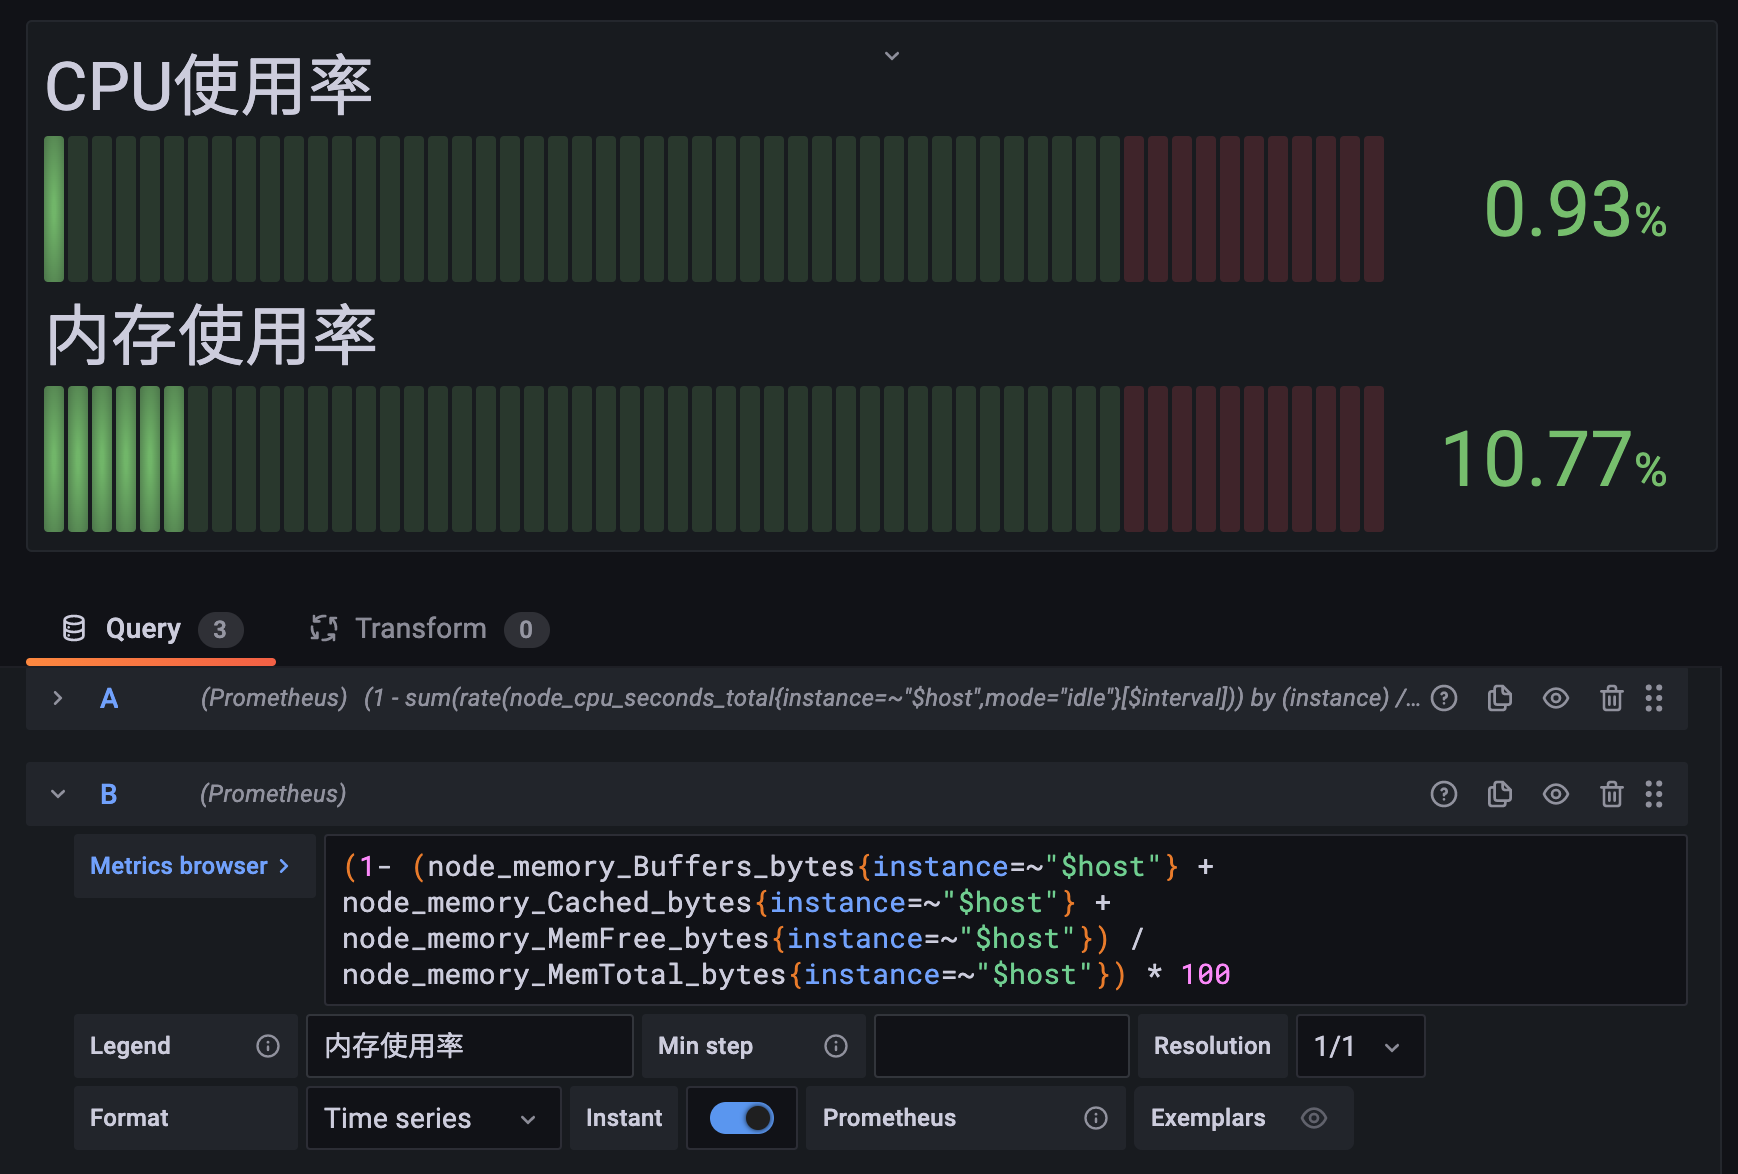 CPU使用率
0.93%
内存使用率
10.77%
Query 3 Transform 0
A (Prometheus) (1 - sum(rate(node_cpu_seconds_total{instance=~"$host",mode="idle"}[$interval])) by (instance) /...
B (Prometheus)
Metrics browser >
(1- (node_memory_Buffers_bytes{instance=~"$host"} +
node_memory_Cached_bytes{instance=~"$host"} +
node_memory_MemFree_bytes{instance=~"$host"}) /
node_memory_MemTotal_bytes{instance=~"$host"}) * 100
Legend 内存使用率 Min step Resolution 1/1
Format Time series Instant Prometheus Exemplars